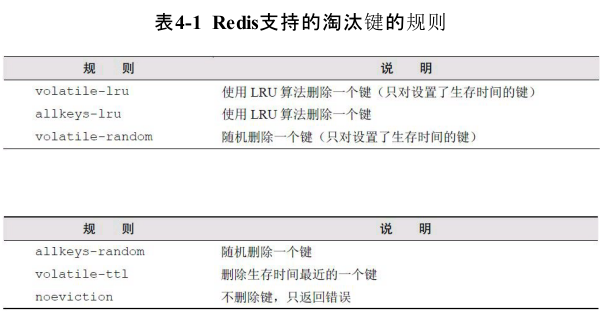 表4-1 Redis支持的淘汰键的规则
规 则 说 明
volatile-lru 使用 LRU 算法删除一个键（只对设置了生存时间的键）
allkeys-lru 使用 LRU 算法删除一个键
volatile-random 随机删除一个键（只对设置了生存时间的键）
规 则 说 明
allkeys-random 随机删除一个键
volatile-ttl 删除生存时间最近的一个键
noeviction 不删除键，只返回错误